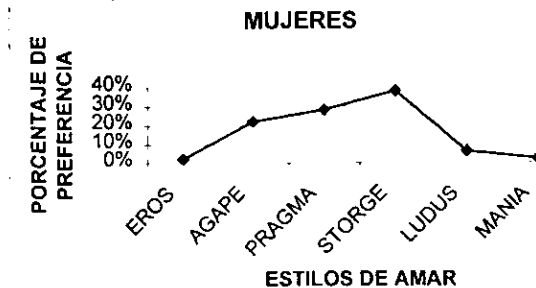 MUJERES
PORCENTAJE DE
PREFERENCIA
40%
30%
20%
10%
0%
EROS
AGAPE
PRAGMA
STORGE
LUDUS
MANIA
ESTILOS DE AMAR